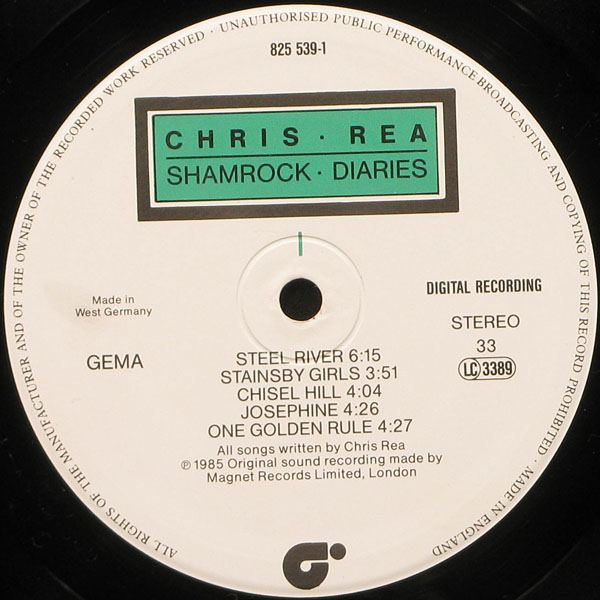 ALL RIGHTS OF THE MANUFACTURER AND OF THE OWNER OF THE RECORDED WORK RESERVED · UNAUTHORISED PUBLIC PERFORMANCE BROADCASTING AND COPYING OF THIS RECORD PROHIBITED · MADE IN ENGLAND
825 539-1
CHRIS · REA
SHAMROCK · DIARIES
Made in
West Germany
GEMA
DIGITAL RECORDING
STEREO
33
LC 3389
STEEL RIVER 6:15
STAINSBY GIRLS 3:51
CHISEL HILL 4:04
JOSEPHINE 4:26
ONE GOLDEN RULE 4:27
All songs written by Chris Rea
℗ 1985 Original sound recording made by
Magnet Records Limited, London